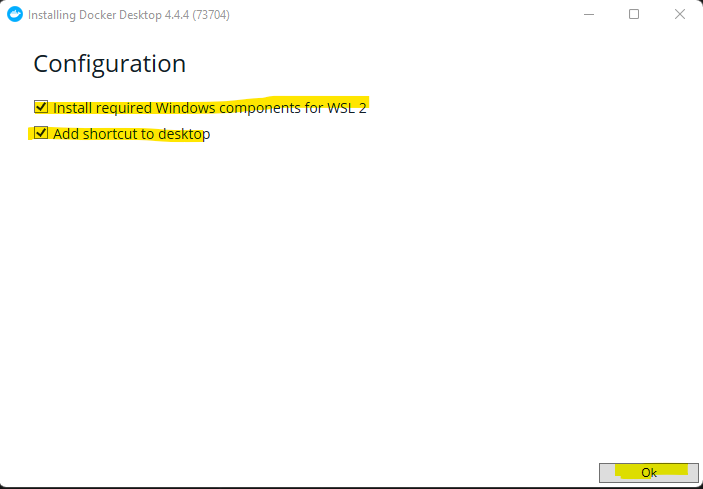 Installing Docker Desktop 4.4.4 (73704)
Configuration
Install required Windows components for WSL 2
Add shortcut to desktop
Ok